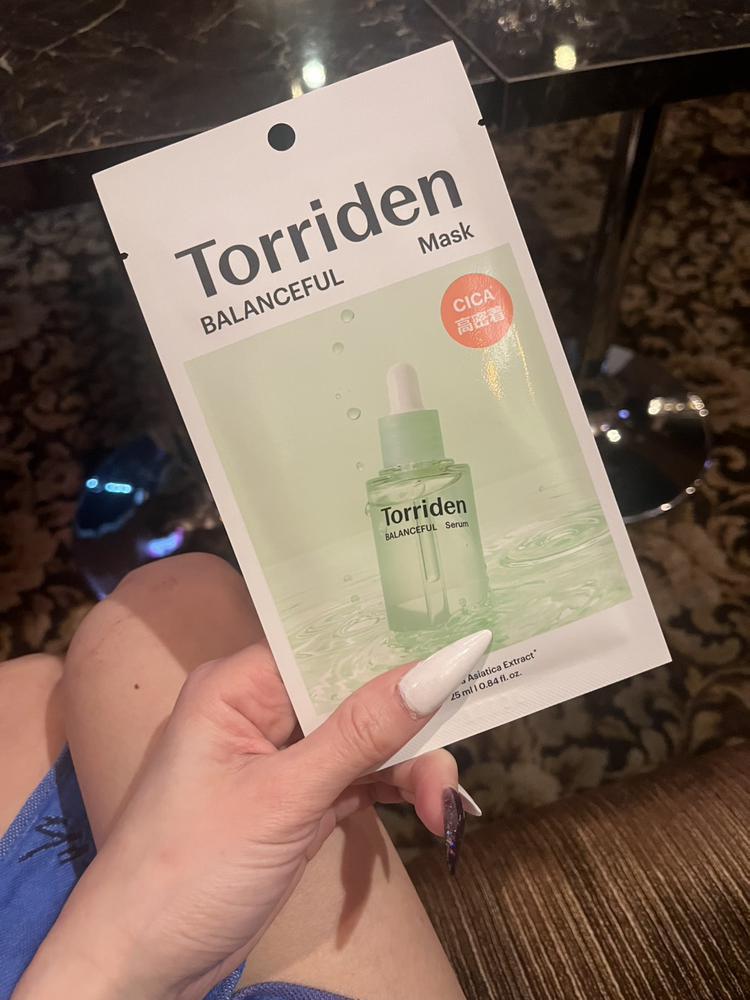 Torriden
BALANCEFUL Mask
CICA
高密着
Torriden
BALANCEFUL Serum
Asiatica Extract*
25 ml | 0.84 fl. oz.